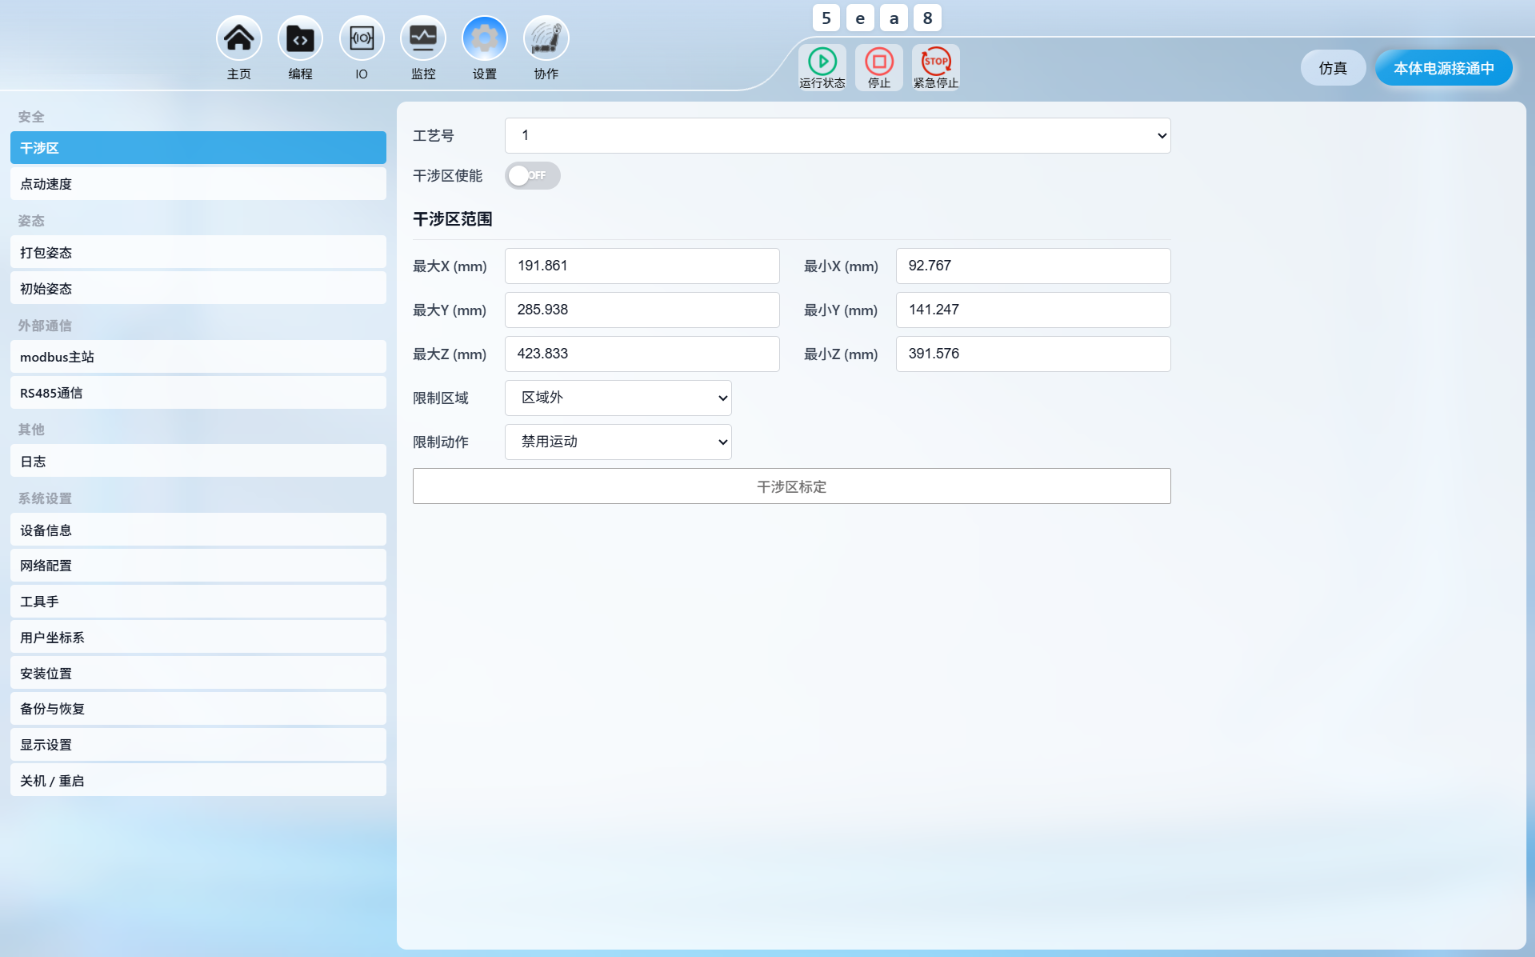 5 e a 8
主页 编程 IO 监控 设置 协作
运行状态 停止 STOP 紧急停止
仿真 本体电源接通中
安全
干涉区
点动速度
姿态
打包姿态
初始姿态
外部通信
modbus主站
RS485通信
其他
日志
系统设置
设备信息
网络配置
工具手
用户坐标系
安装位置
备份与恢复
显示设置
关机 / 重启
工艺号 1
干涉区使能 OFF
干涉区范围
最大X (mm) 191.861 最小X (mm) 92.767
最大Y (mm) 285.938 最小Y (mm) 141.247
最大Z (mm) 423.833 最小Z (mm) 391.576
限制区域 区域外
限制动作 禁用运动
干涉区标定